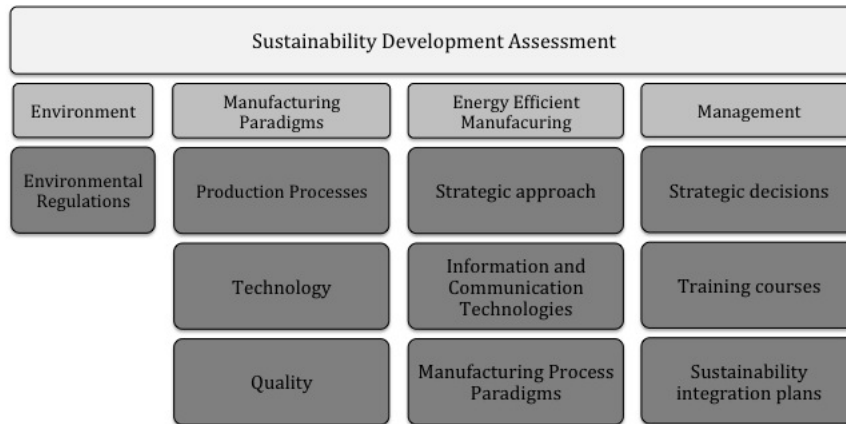 Sustainability Development Assessment
Environment
Manufacturing
Paradigms
Energy Efficient
Manufacuring
Management
Environmental
Regulations
Production Processes
Strategic approach
Strategic decisions
Technology
Information and
Communication
Technologies
Training courses
Quality
Manufacturing Process
Paradigms
Sustainability
integration plans